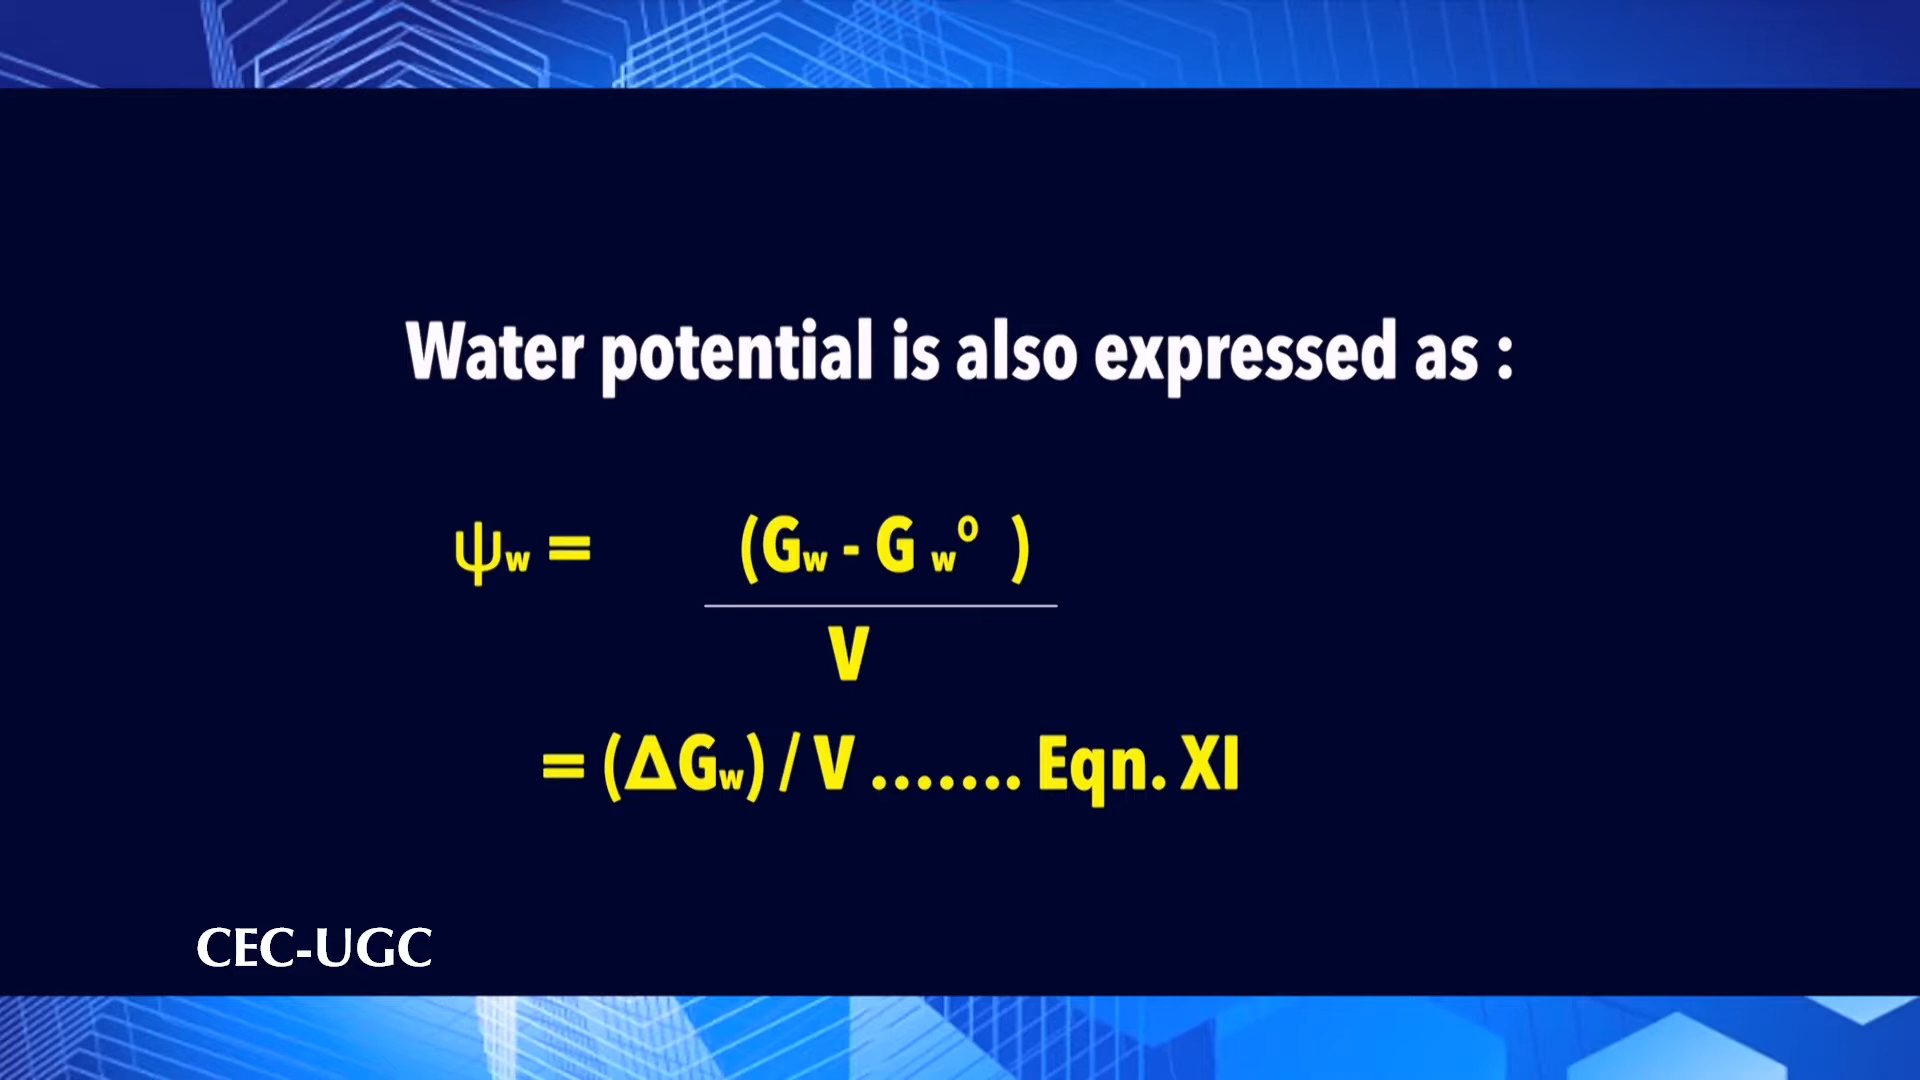 Water potential is also expressed as :
ψw = (Gw - G w° )
V
= (ΔGw) / V ....... Eqn. XI
CEC-UGC